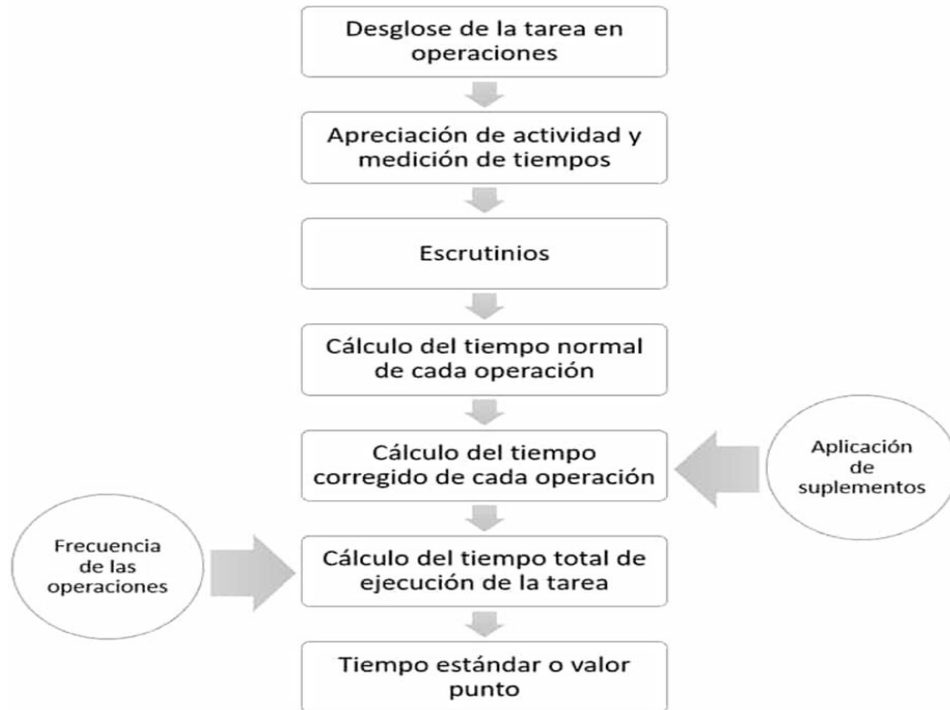 Desglose de la tarea en
operaciones
Apreciación de actividad y
medición de tiempos
Escrutinios
Cálculo del tiempo normal
de cada operación
Cálculo del tiempo
corregido de cada operación
Aplicación
de
suplementos
Frecuencia
de las
operaciones
Cálculo del tiempo total de
ejecución de la tarea
Tiempo estándar o valor
punto